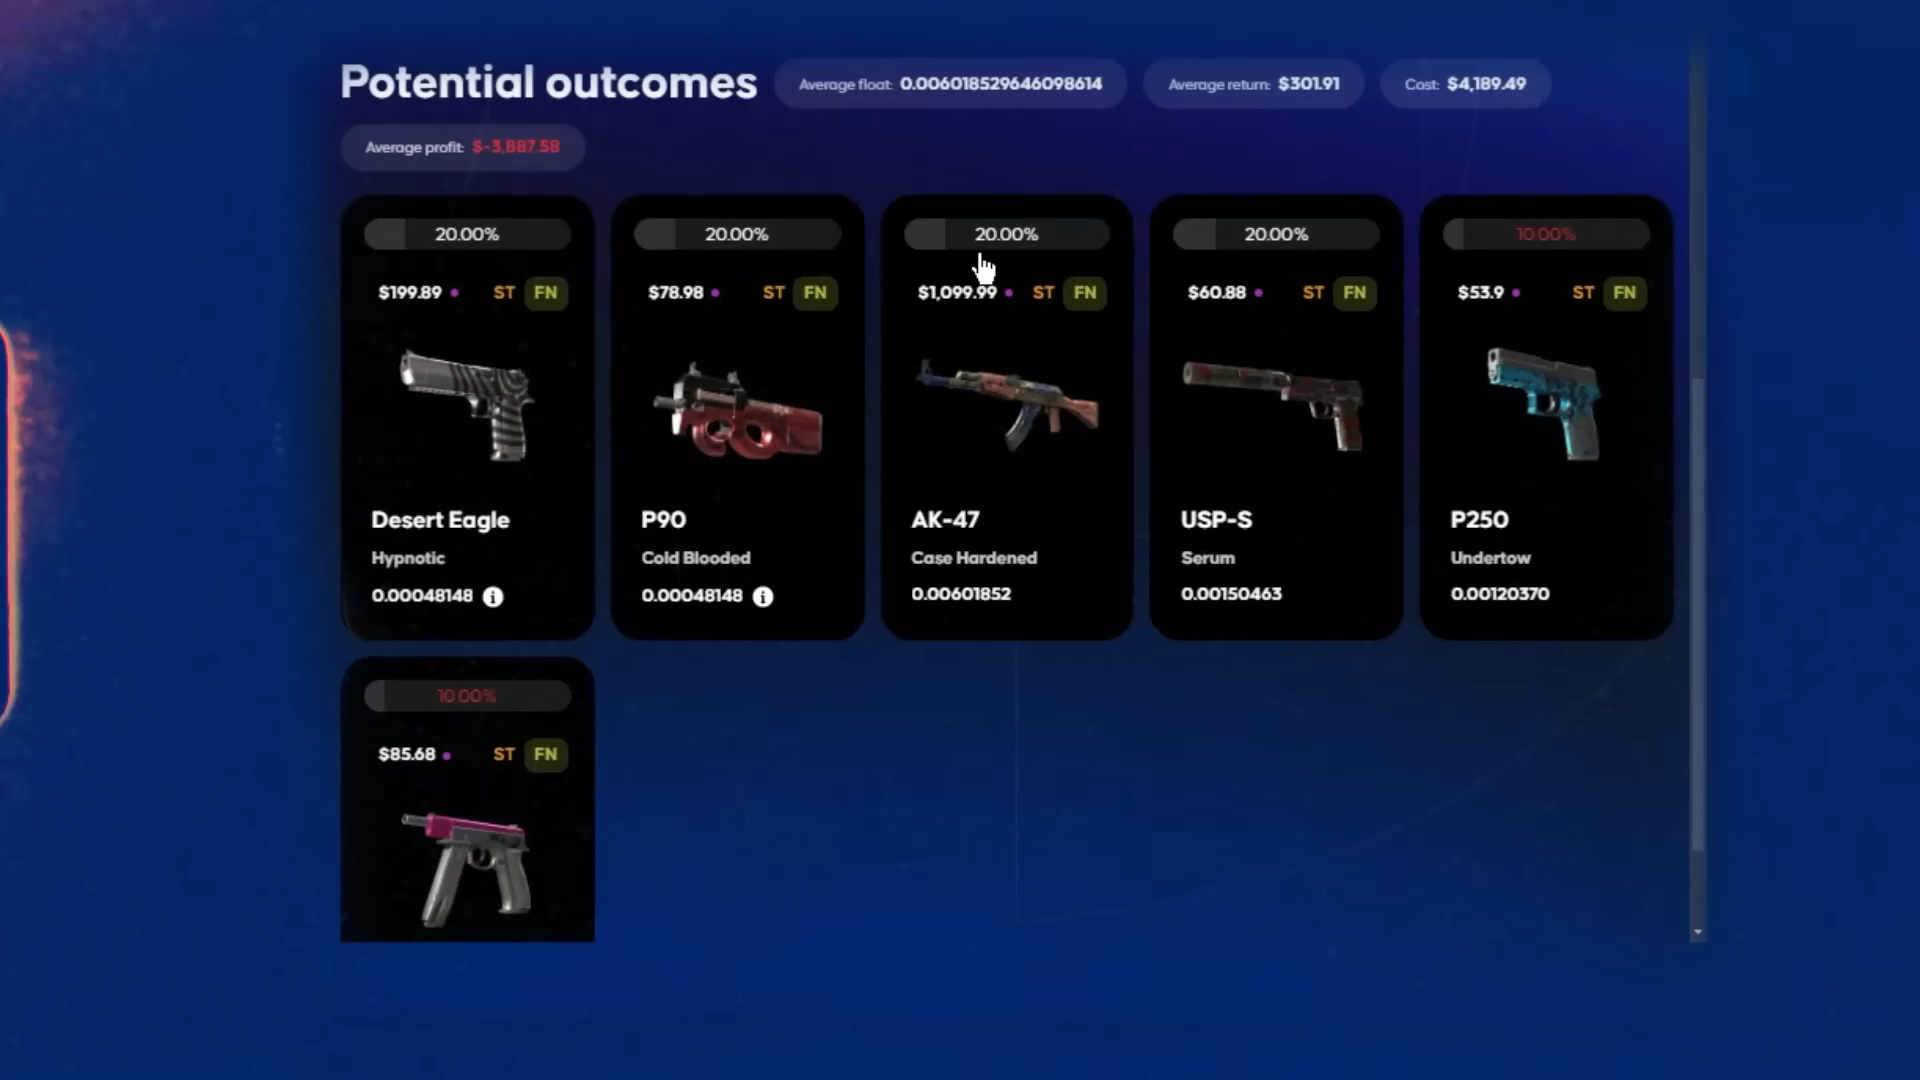 Potential outcomes
Average float: 0.006018529646098614
Average return: $301.91
Cost: $4,189.49
Average profit: $-3,887.58
20.00%
$199.89 ST FN
Desert Eagle
Hypnotic
0.00048148
20.00%
$78.98 ST FN
P90
Cold Blooded
0.00048148
20.00%
$1,099.99 ST FN
AK-47
Case Hardened
0.00601852
20.00%
$60.88 ST FN
USP-S
Serum
0.00150463
10.00%
$53.9 ST FN
P250
Undertow
0.00120370
10.00%
$85.68 ST FN